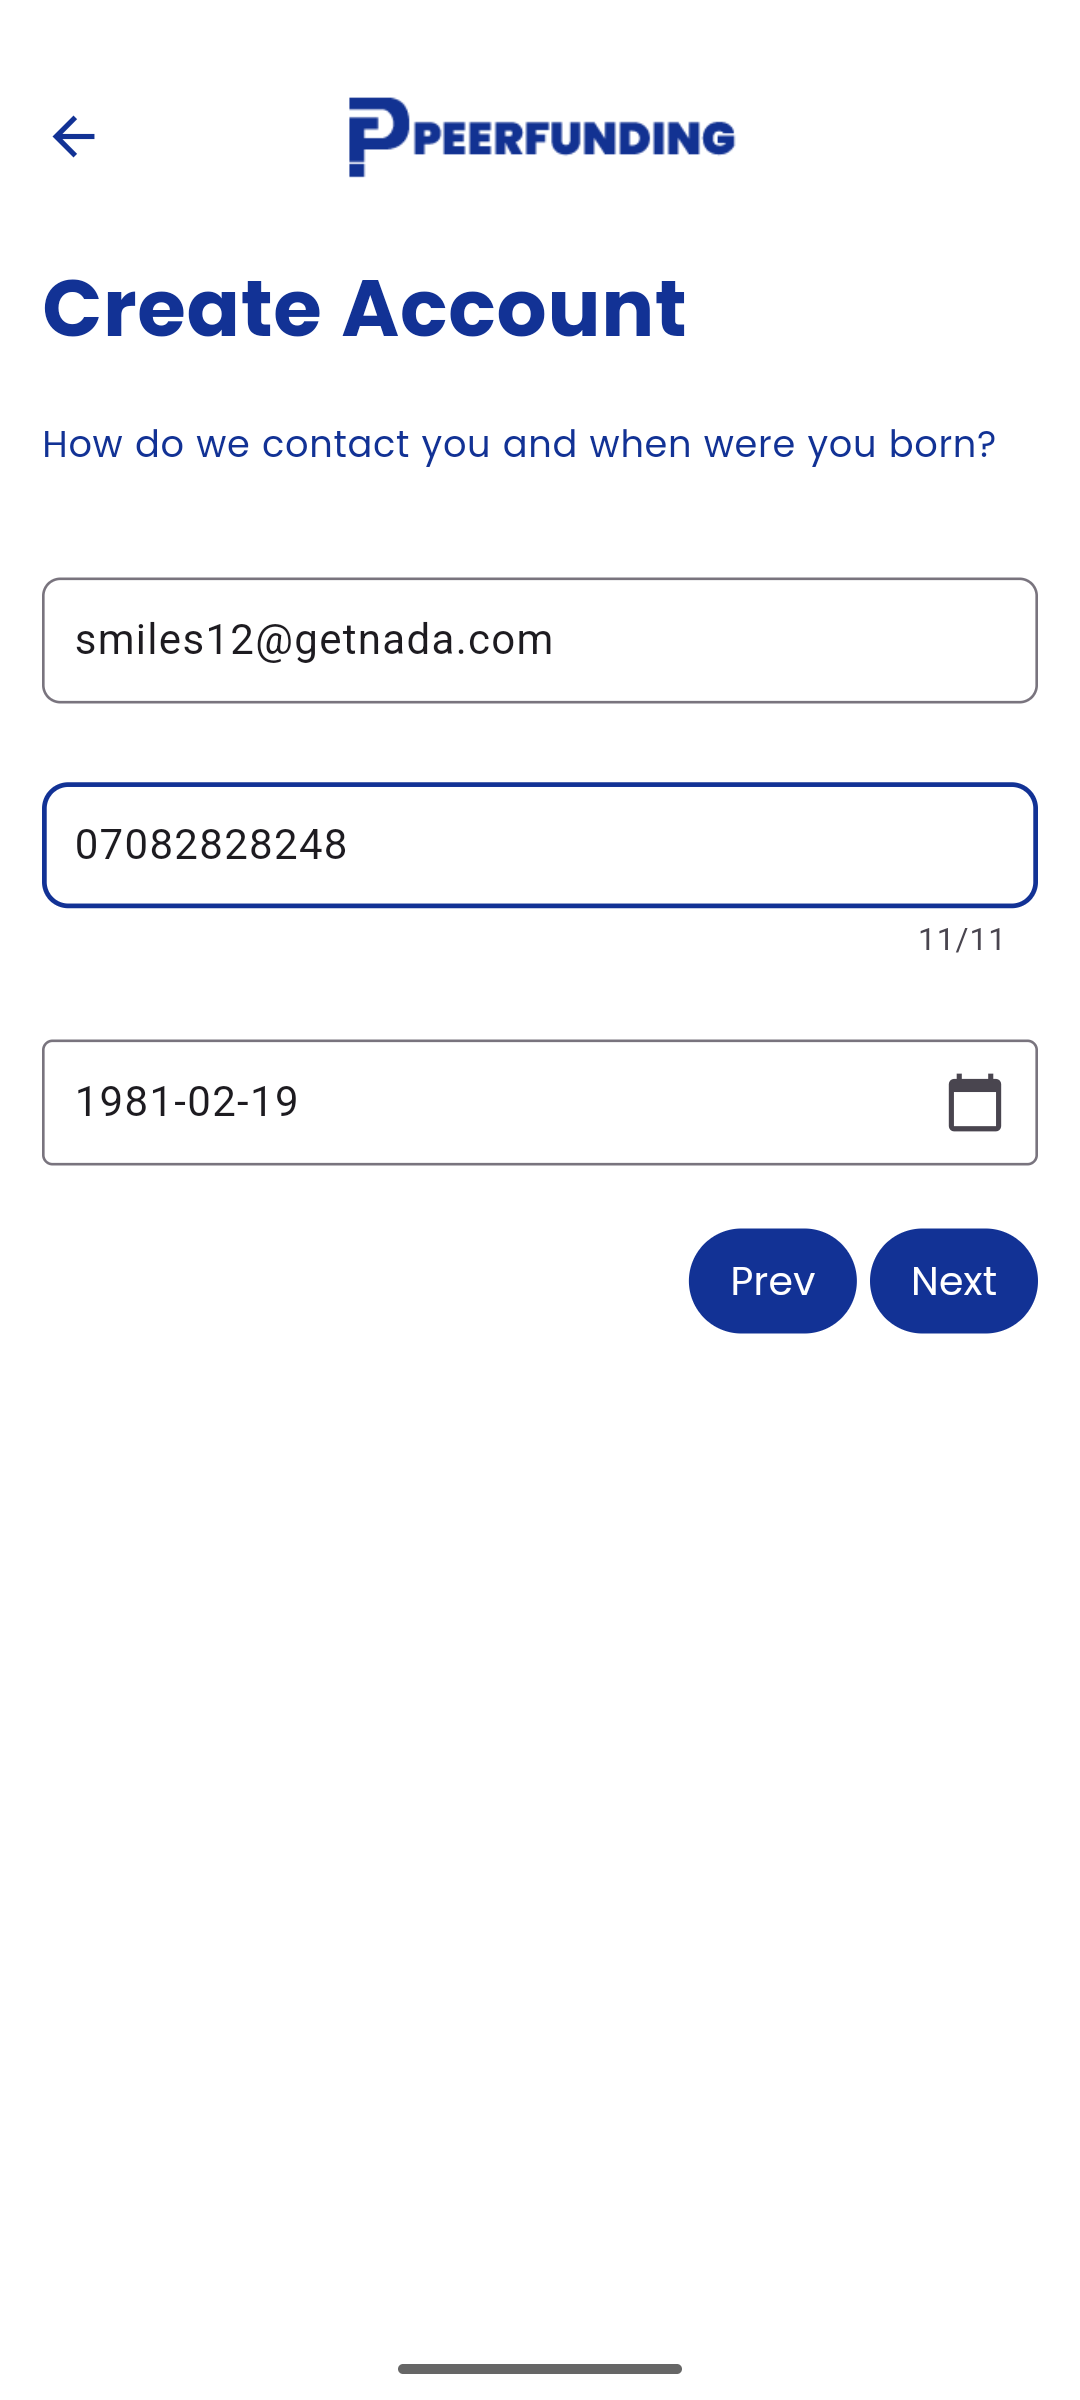 PEERFUNDING
Create Account
How do we contact you and when were you born?
smiles12@getnada.com
07082828248
11/11
1981-02-19
Prev Next